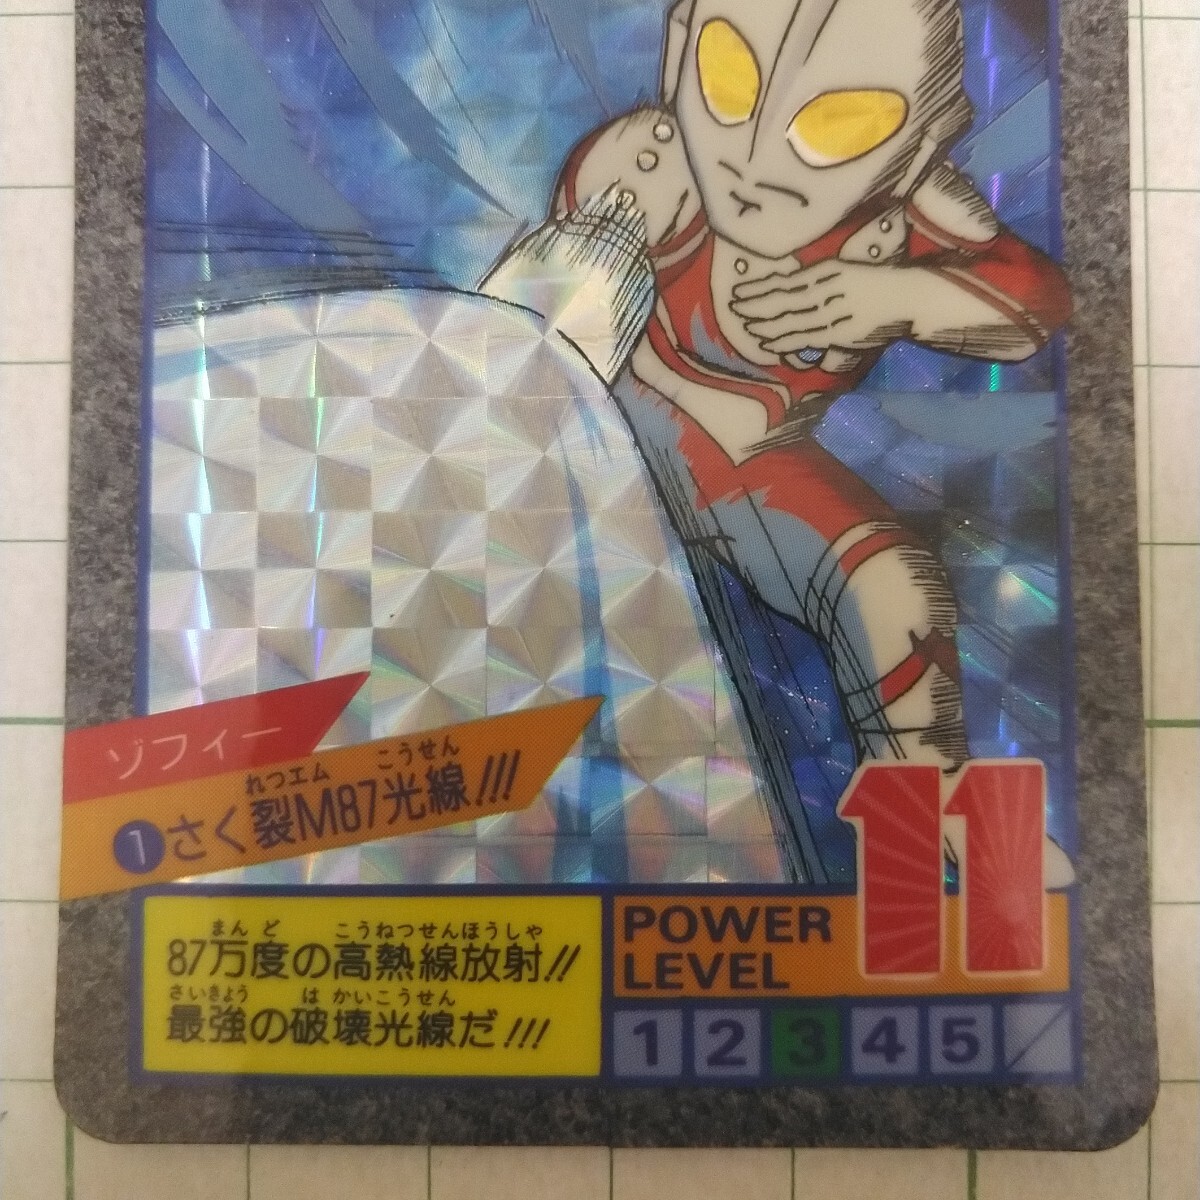 ゾフィー
れつエム こうせん
1 さく裂M87光線!!!
まんど こうねつせんほうしゃ
87万度の高熱線放射!!
さいきょう はかいこうせん
最強の破壊光線だ!!!
POWER
LEVEL
11
1 2 3 4 5